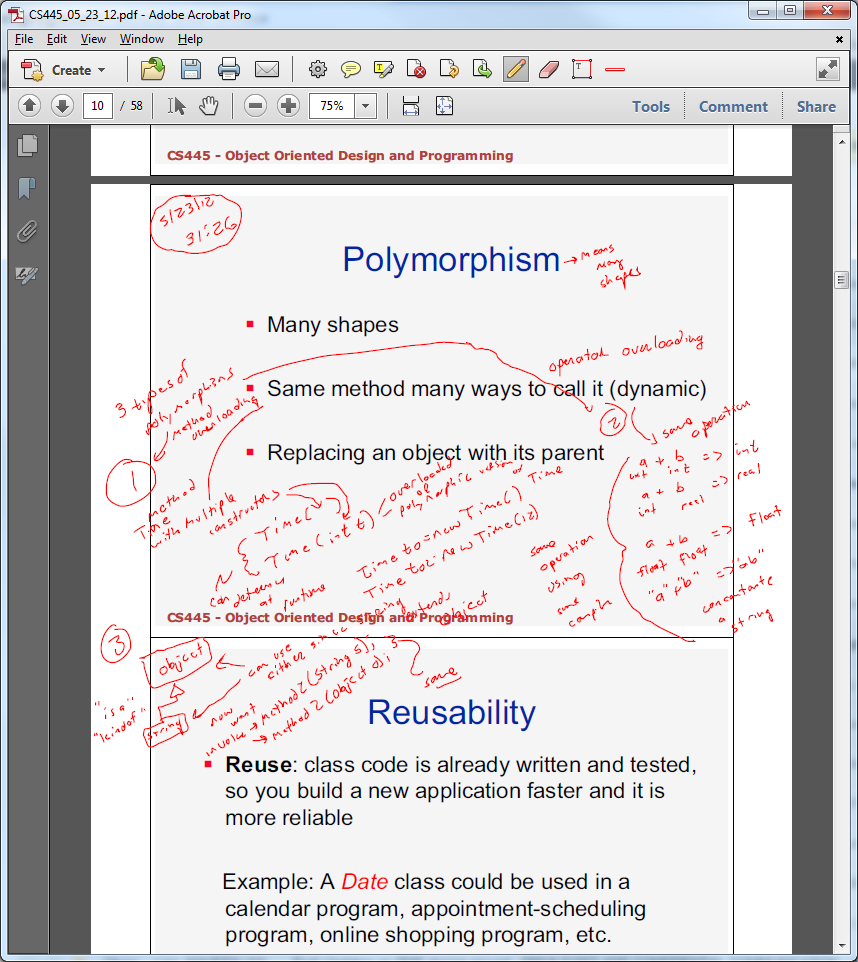 CS445_05_23_12.pdf - Adobe Acrobat Pro
File Edit View Window Help
Create
10 / 58 75% Tools Comment Share
CS445 - Object Oriented Design and Programming
5/23/12
31:26
Polymorphism
→ means
many
shapes
Many shapes
operator overloading
3 types of
polymorphism
Same method many ways to call it (dynamic)
method
overloading
2
same operation
Replacing an object with its parent
1
a + b => int
int int
a + b => real
int real
method
Time
with multiple
constructors
overloaded
or
polymorphic version of Time
Time()
Time(int t)
Time to = new Time()
Time to2 = new Time(12)
can determine
at runtime
same
operation
using
same
a + b => float
float float
"a" + "b" => "ab"
a
string
CS445 - Object Oriented Design and Programming
3
object
can use
either since string extends object
"is a"
"kindof"
string
now
want
invoke → method2(String s);
→ method2(Object o);
} same
Reusability
Reuse: class code is already written and tested,
so you build a new application faster and it is
more reliable
Example: A Date class could be used in a
calendar program, appointment-scheduling
program, online shopping program, etc.